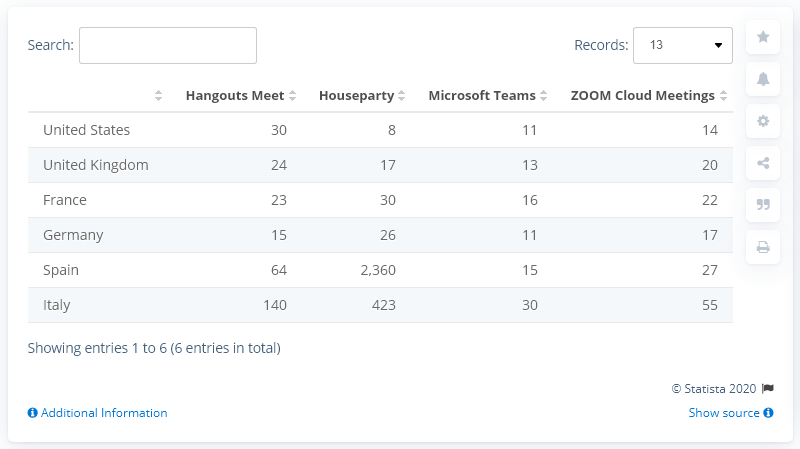 Search:
Records: 13
Hangouts Meet Houseparty Microsoft Teams ZOOM Cloud Meetings
United States 30 8 11 14
United Kingdom 24 17 13 20
France 23 30 16 22
Germany 15 26 11 17
Spain 64 2,360 15 27
Italy 140 423 30 55
Showing entries 1 to 6 (6 entries in total)
© Statista 2020
Additional Information Show source